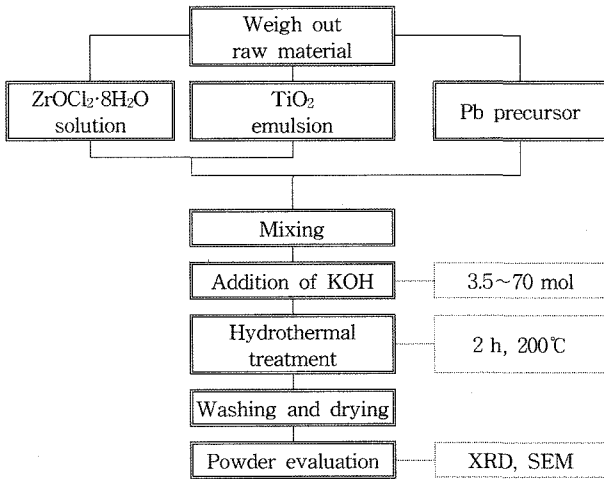 Weigh out
raw material
ZrOCl₂·8H₂O
solution
TiO₂
emulsion
Pb precursor
Mixing
Addition of KOH
3.5~70 mol
Hydrothermal
treatment
2 h, 200℃
Washing and drying
Powder evaluation
XRD, SEM